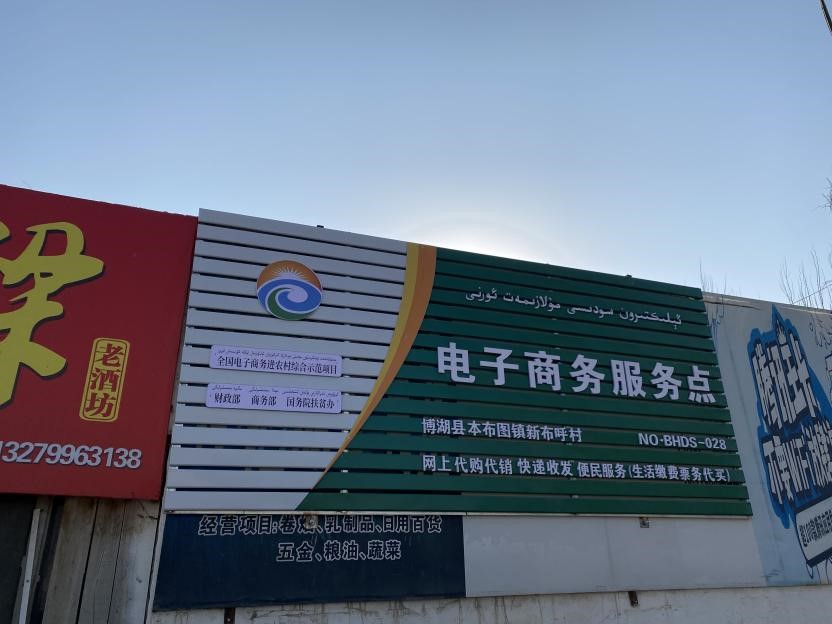 梁
老酒坊
13279963138
全国电子商务进农村综合示范项目
财政部 商务部 国务院扶贫办
ئېلىكتىرون سودىسى مۇلازىمەت ئورنى
电子商务服务点
博湖县本布图镇新布呼村 NO·BHDS-028
网上代购代销 快递收发 便民服务(生活缴费票务代买)
经营项目:卷烟、乳制品、日用百货
五金、粮油、蔬菜